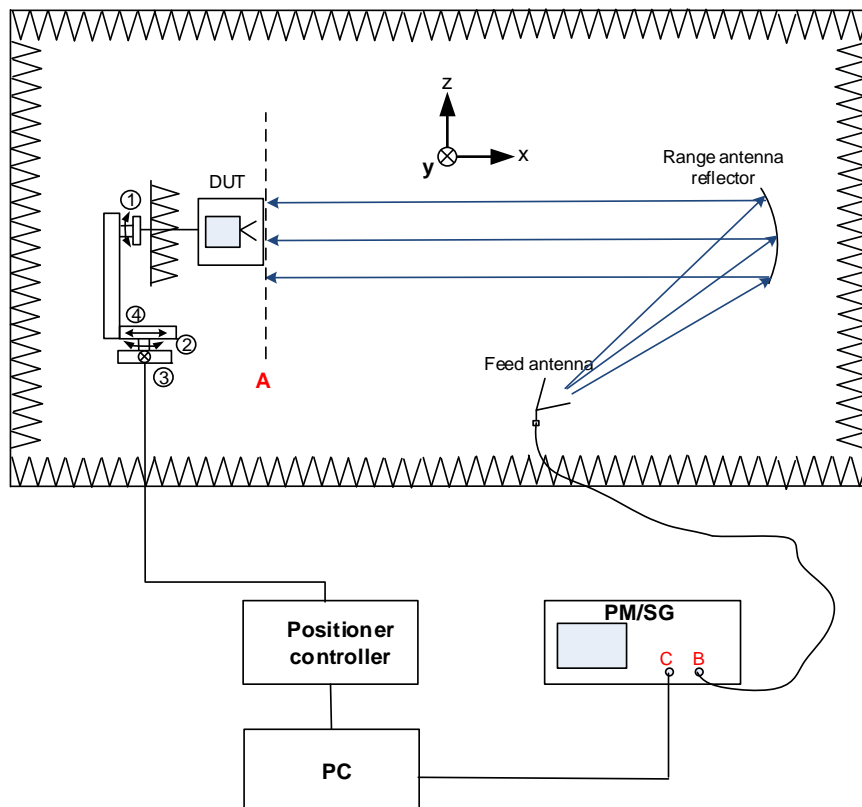 z
x
y
Range antenna
reflector
DUT
①
④
②
③
Feed antenna
A
PM/SG
C B
Positioner
controller
PC